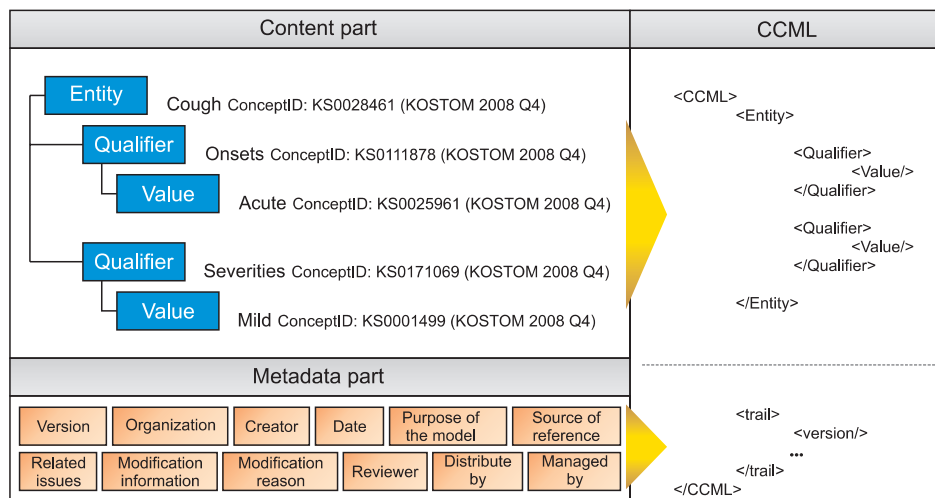 Content part
Entity
Cough ConceptID: KS0028461 (KOSTOM 2008 Q4)
Qualifier
Onsets ConceptID: KS0111878 (KOSTOM 2008 Q4)
Value
Acute ConceptID: KS0025961 (KOSTOM 2008 Q4)
Qualifier
Severities ConceptID: KS0171069 (KOSTOM 2008 Q4)
Value
Mild ConceptID: KS0001499 (KOSTOM 2008 Q4)
Metadata part
Version
Organization
Creator
Date
Purpose of
the model
Source of
reference
Related
issues
Modification
information
Modification
reason
Reviewer
Distribute
by
Managed
by
CCML
<CCML>
<Entity>
<Qualifier>
<Value/>
</Qualifier>
<Qualifier>
<Value/>
</Qualifier>
</Entity>
<trail>
<version/>
...
</trail>
</CCML>